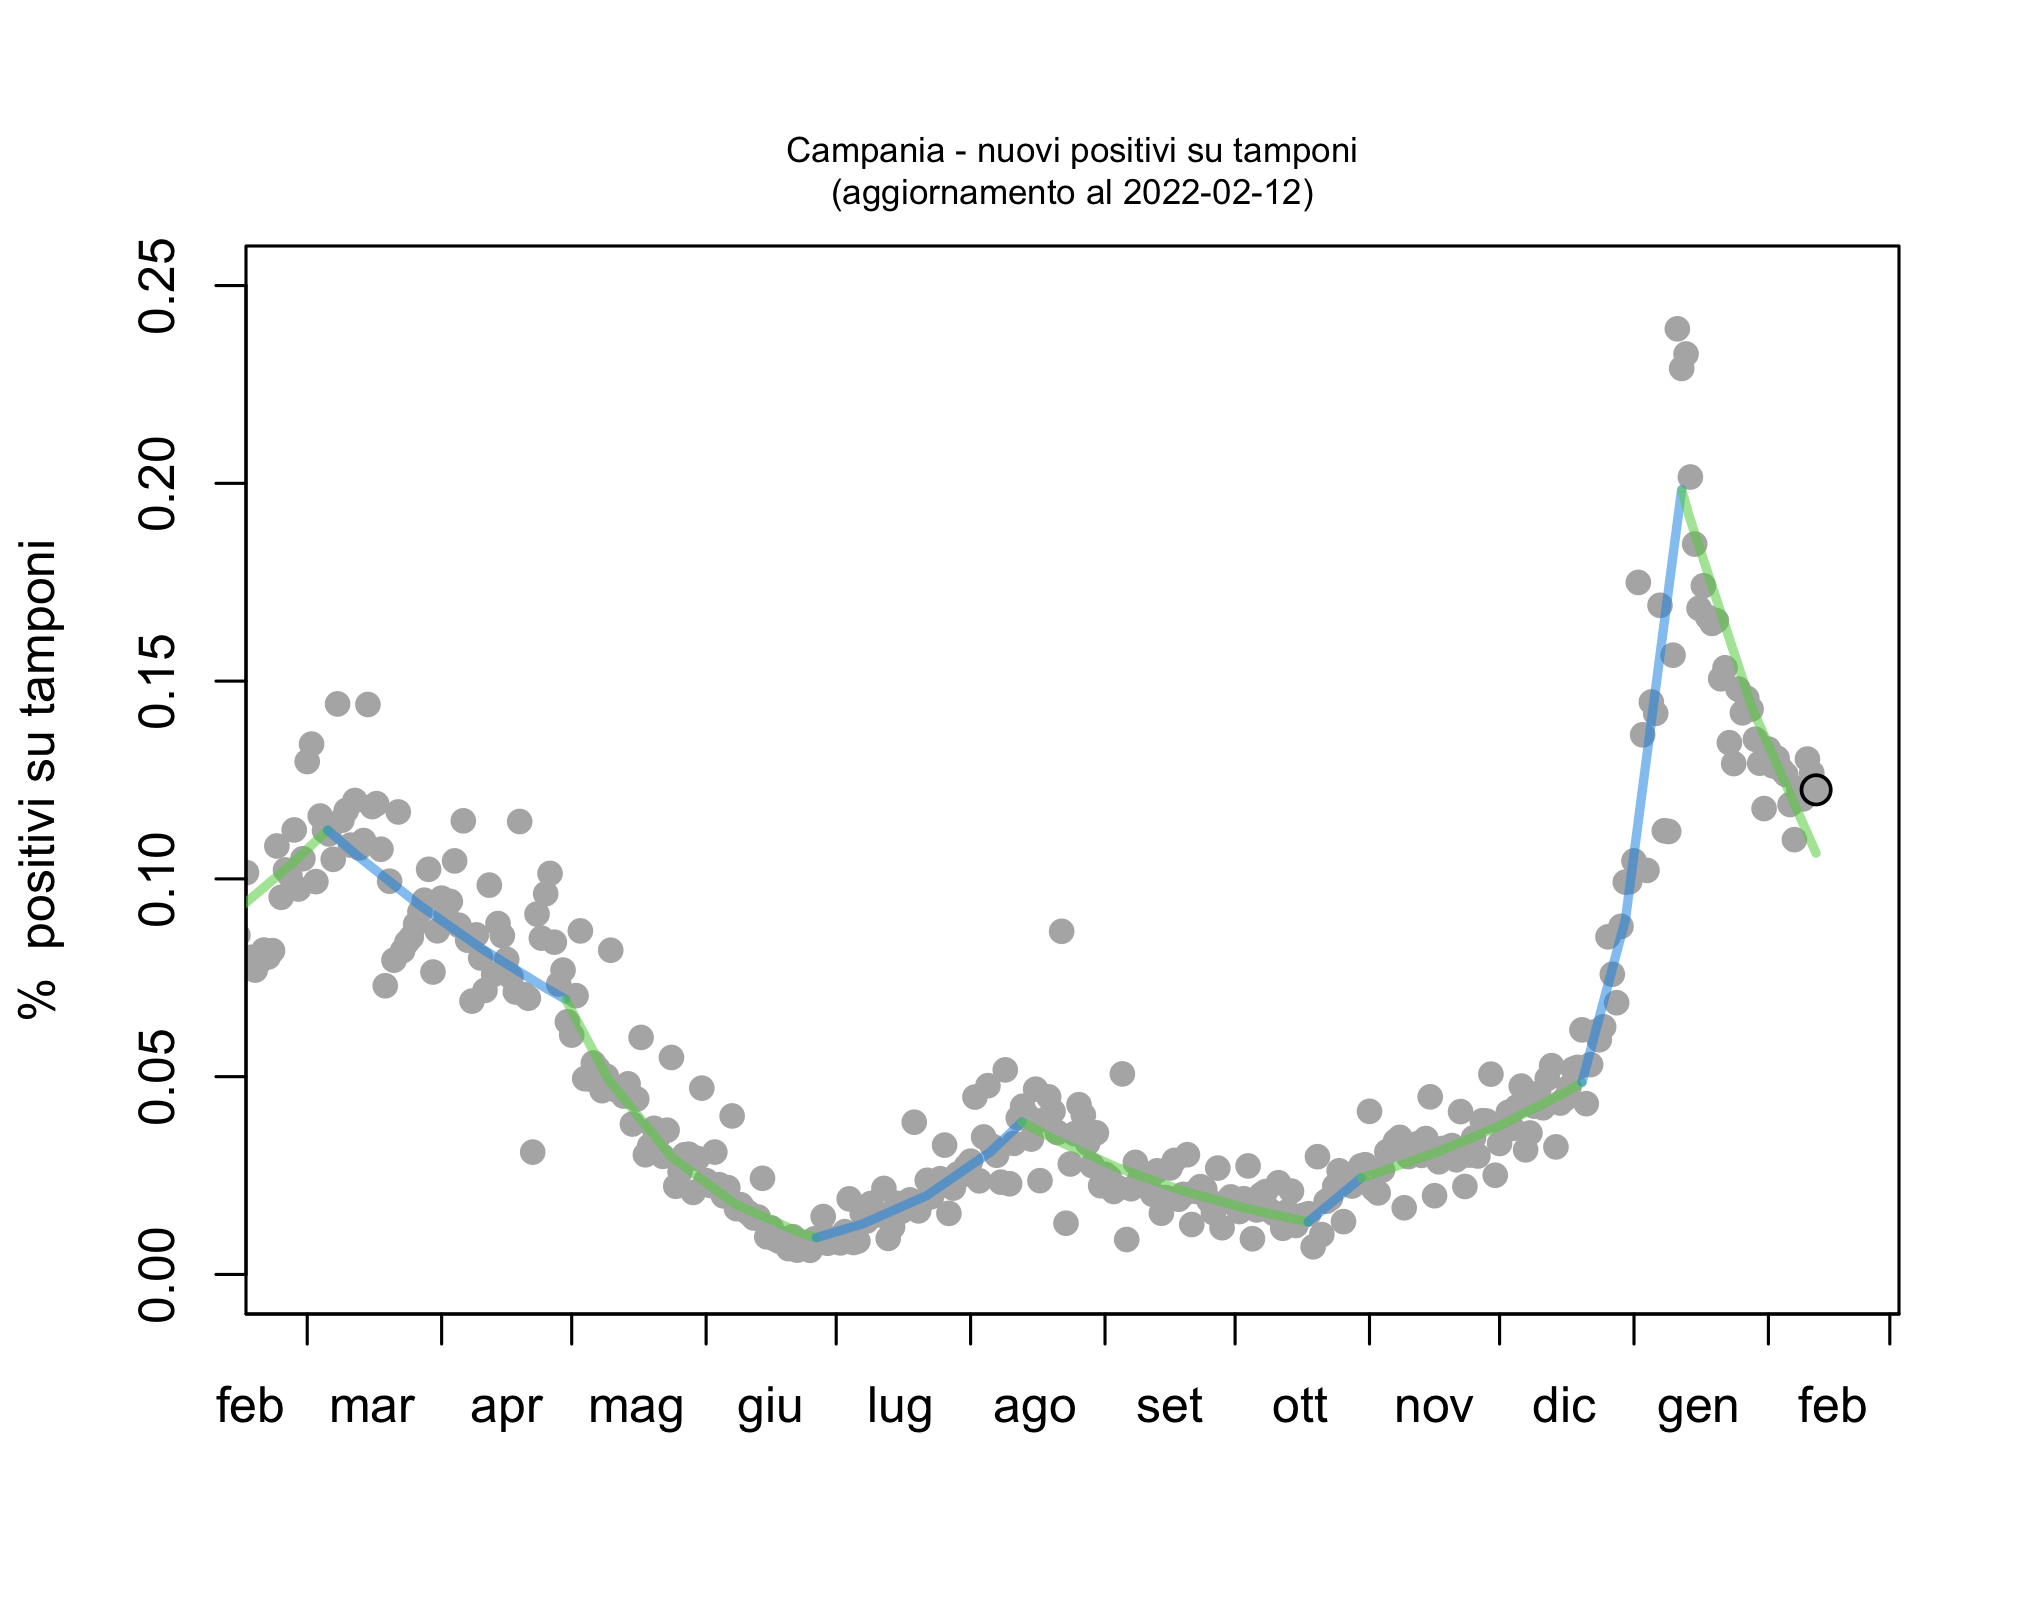 Campania - nuovi positivi su tamponi
(aggiornamento al 2022-02-12)
% positivi su tamponi
0.25
0.20
0.15
0.10
0.05
0.00
feb mar apr mag giu lug ago set ott nov dic gen feb